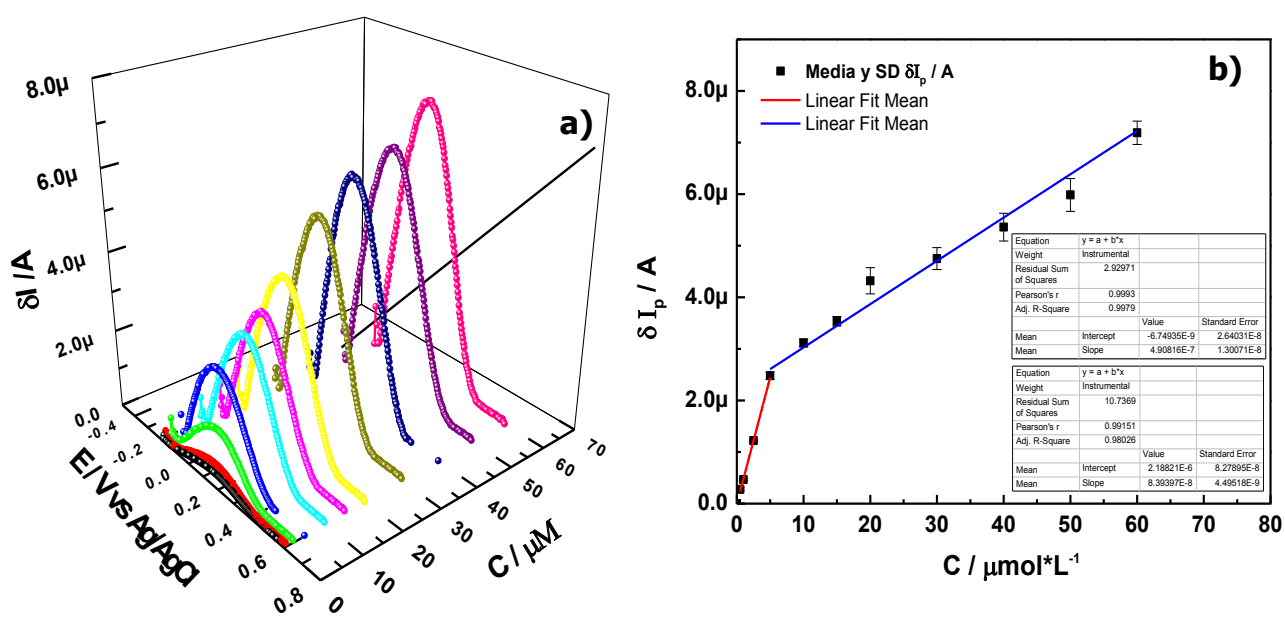 a)
8.0µ
6.0µ
4.0µ
2.0µ
0.0
δI /A
-0.4
-0.2
0.0
0.2
0.4
0.6
0.8
E/V vs Ag/AgCl
0
10
20
30
40
50
60
70
C / µM
b)
Media y SD δIp / A
Linear Fit Mean
Linear Fit Mean
8.0µ
6.0µ
4.0µ
2.0µ
0.0
δ Ip / A
0 10 20 30 40 50 60 70 80
C / µmol*L-1
Equation y = a + b*x
Weight Instrumental
Residual Sum of Squares 2.92971
Pearson's r 0.9993
Adj. R-Square 0.9979
Value Standard Error
Mean Intercept -6.74935E-9 2.64031E-8
Mean Slope 4.90816E-7 1.30071E-8
Equation y = a + b*x
Weight Instrumental
Residual Sum of Squares 10.7369
Pearson's r 0.99151
Adj. R-Square 0.98026
Value Standard Error
Mean Intercept 2.18821E-6 8.27895E-8
Mean Slope 8.39397E-8 4.49518E-9